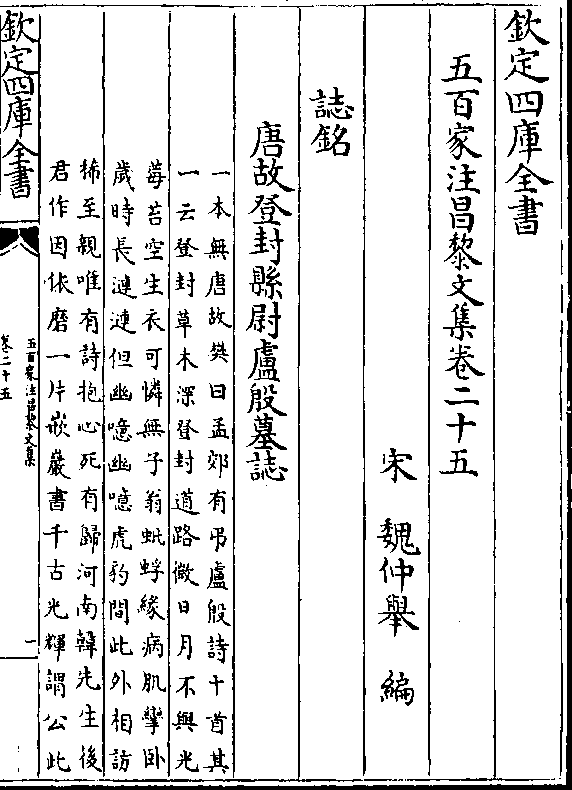 欽定四庫全書
五百家注昌黎文集卷二十五
宋 魏仲舉 編
誌銘
唐故登封縣尉盧殷墓誌
一本無唐故樊曰孟郊有弔盧殷詩十首其
一云登封草木深登封道路微日月不與光
莓苔空生衣可憐無子翁蚍蜉緣病肌攣卧
歲時長漣漣但幽噫幽噫虎豹聞此外相訪
稀至親唯有詩抱心死有歸河南韓先生後
君作因依磨一片嵌巖書千古光輝謂公此
欽定四庫全書
五百家注昌黎文集
卷二十五
一